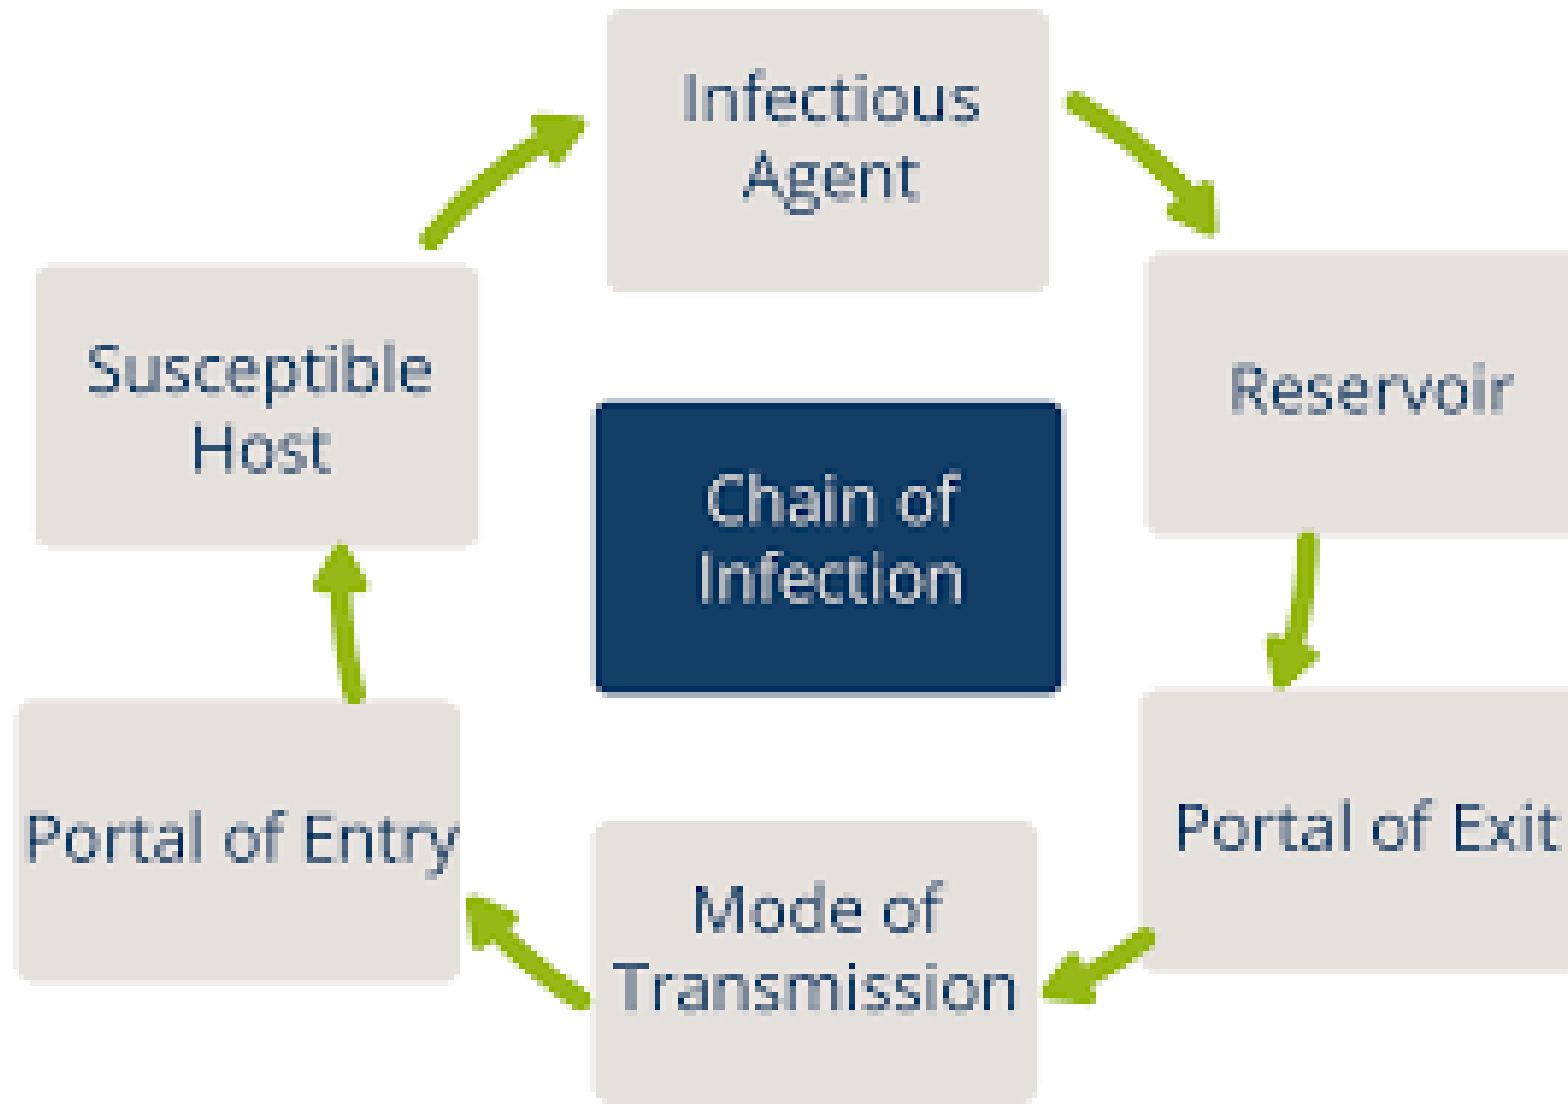 Infectious
Agent
Reservoir
Portal of Exit
Mode of
Transmission
Portal of Entry
Susceptible
Host
Chain of
Infection